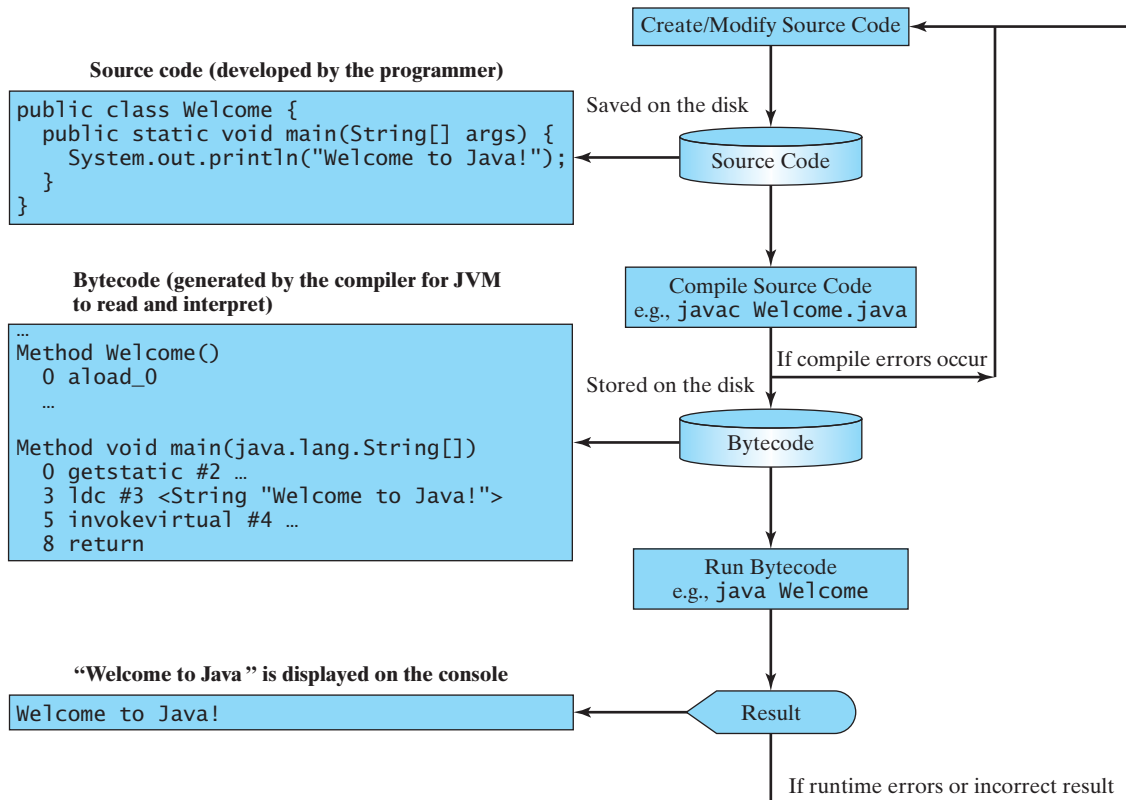 Create/Modify Source Code
Source code (developed by the programmer)
public class Welcome {
  public static void main(String[] args) {
    System.out.println("Welcome to Java!");
  }
}
Saved on the disk
Source Code
Bytecode (generated by the compiler for JVM
to read and interpret)
Compile Source Code
e.g., javac Welcome.java
…
Method Welcome()
  0 aload_0
  …
Method void main(java.lang.String[])
  0 getstatic #2 …
  3 ldc #3 <String "Welcome to Java!">
  5 invokevirtual #4 …
  8 return
If compile errors occur
Stored on the disk
Bytecode
Run Bytecode
e.g., java Welcome
“Welcome to Java” is displayed on the console
Welcome to Java!
Result
If runtime errors or incorrect result